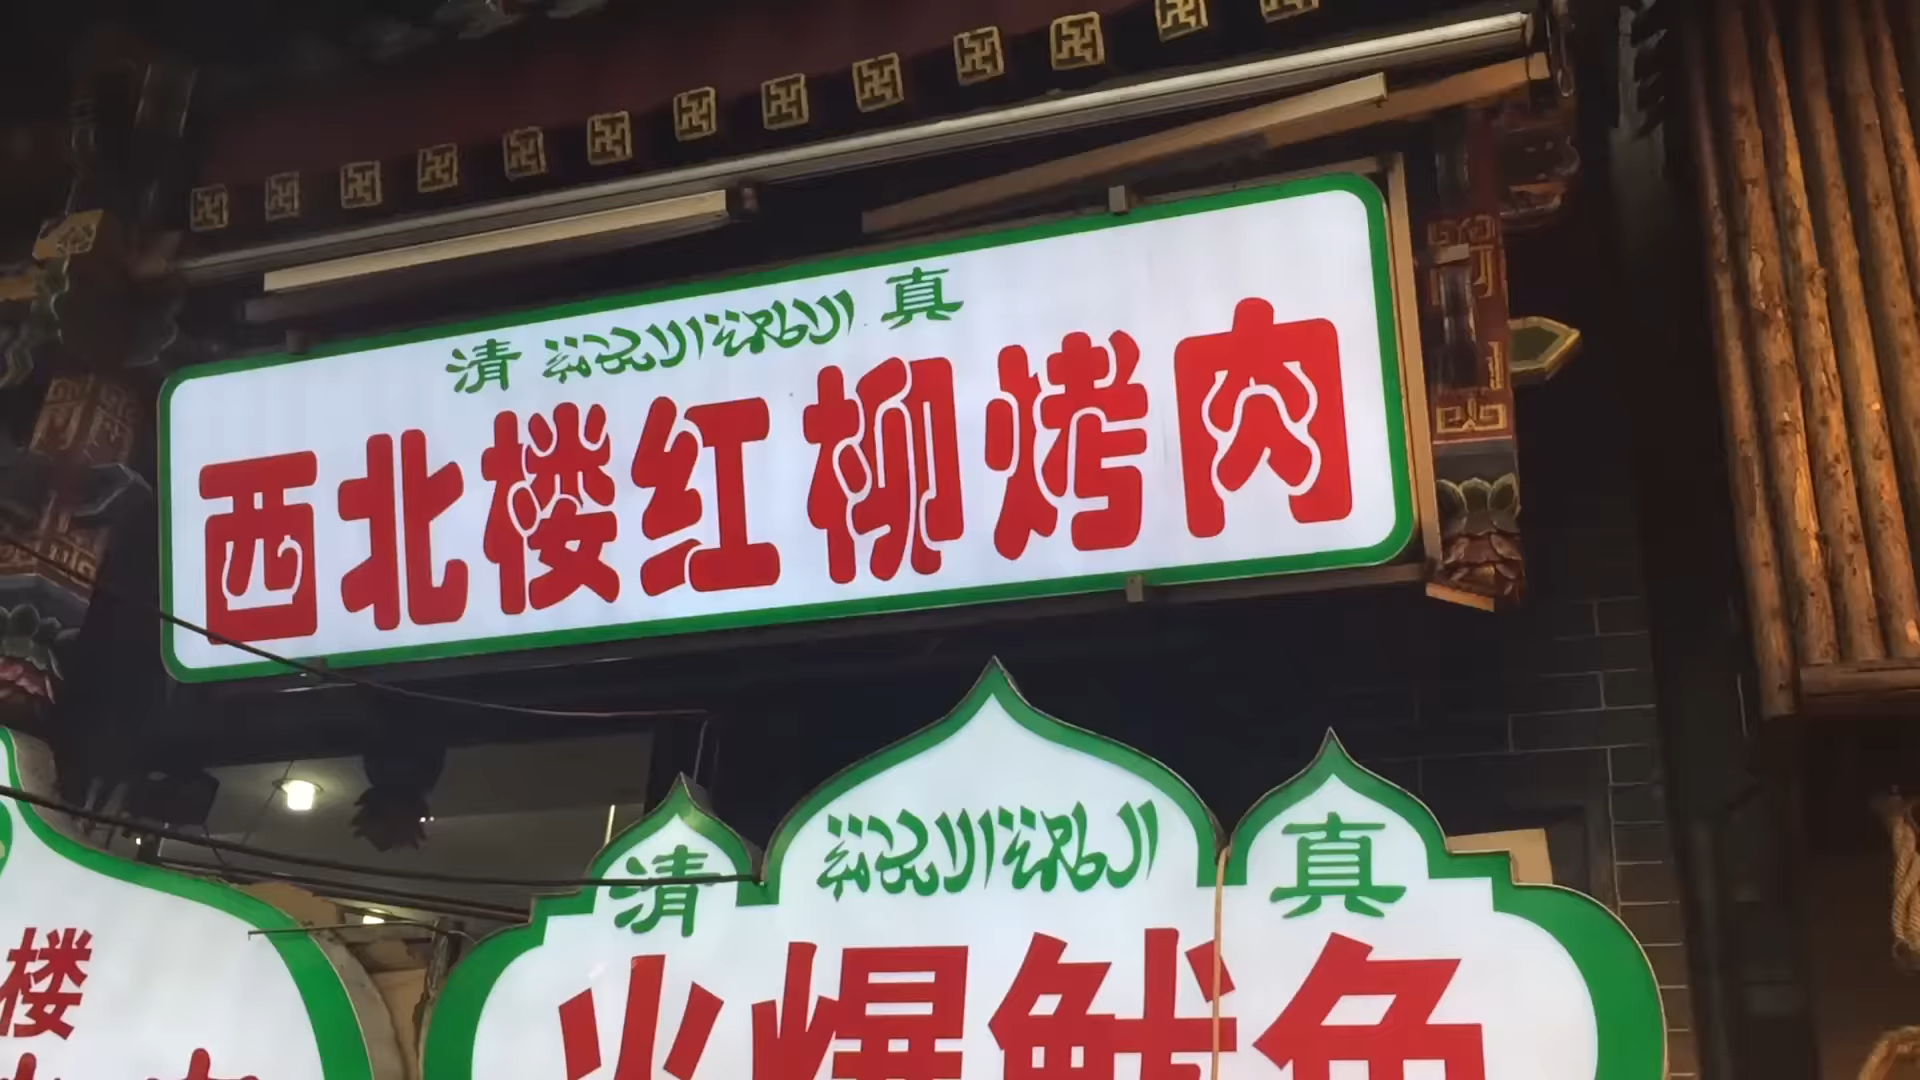 清 真
西北楼红柳烤肉
清 真
火爆鱿鱼
楼